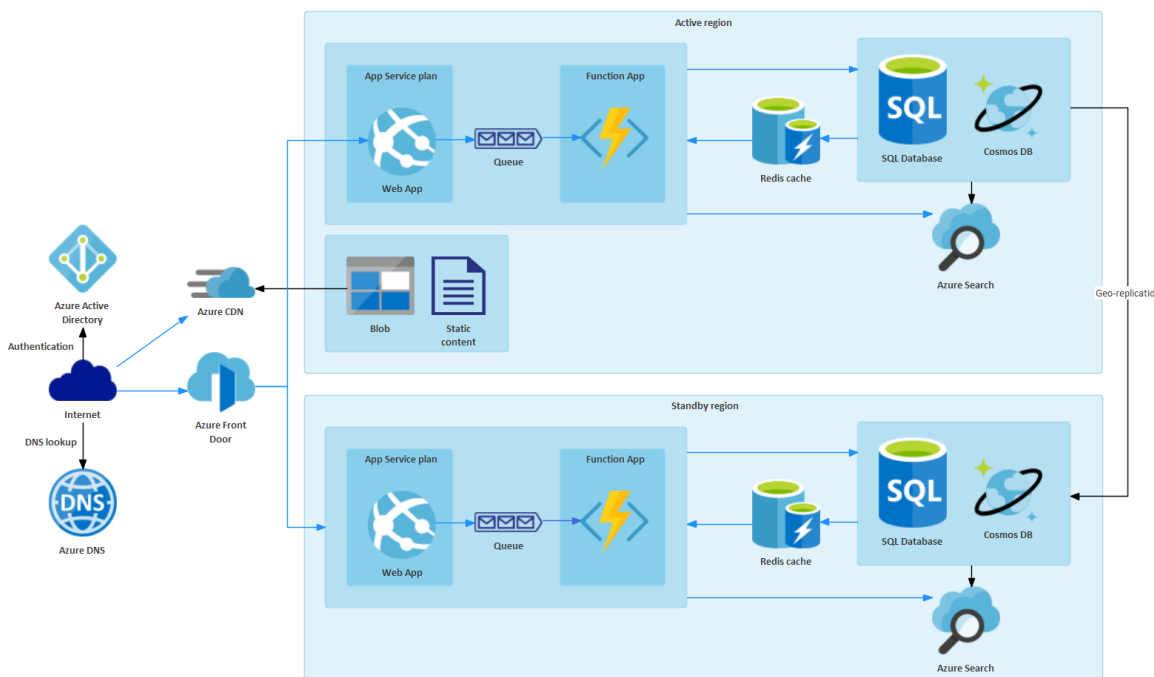 Active region
App Service plan
Function App
SQL
Web App
Queue
Redis cache
SQL Database
Cosmos DB
Azure Search
Geo-replication
Azure Active
Directory
Authentication
Azure CDN
Blob
Static
content
Internet
Azure Front
Door
DNS lookup
DNS
Azure DNS
Standby region
App Service plan
Function App
SQL
Web App
Queue
Redis cache
SQL Database
Cosmos DB
Azure Search